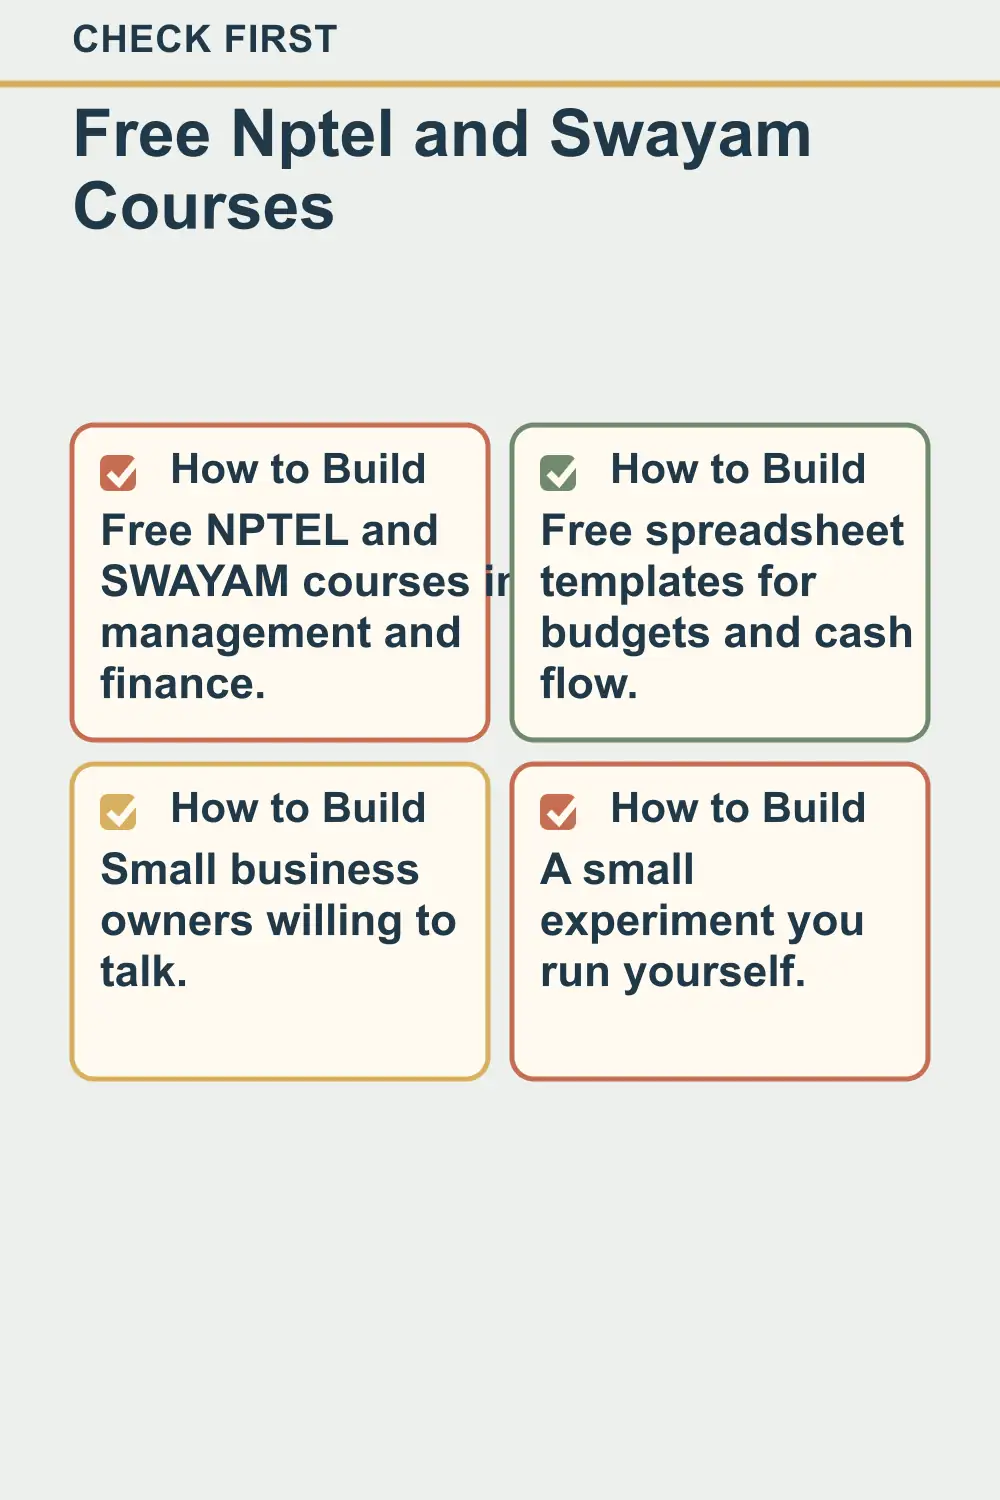 CHECK FIRST
Free Nptel and Swayam
Courses
How to Build
Free NPTEL and
SWAYAM courses in
management and
finance.
How to Build
Free spreadsheet
templates for
budgets and cash
flow.
How to Build
Small business
owners willing to
talk.
How to Build
A small
experiment you
run yourself.